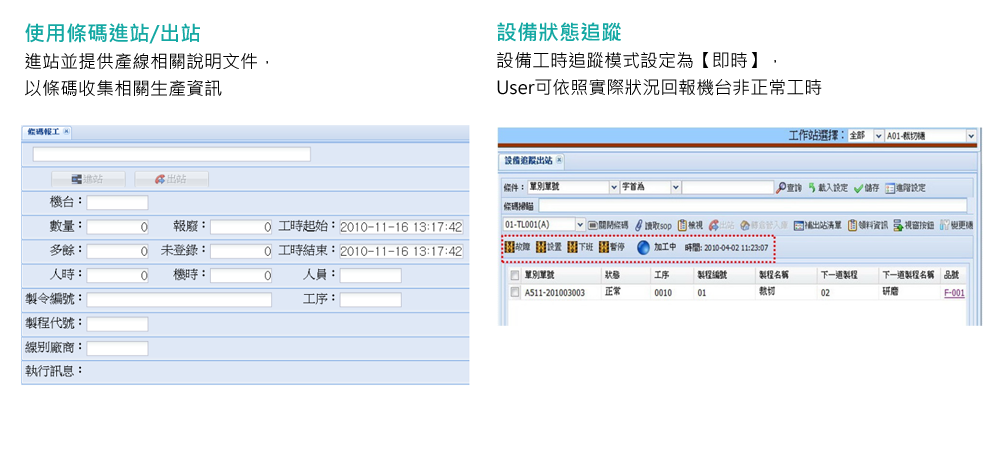 使用條碼進站/出站
進站並提供產線相關說明文件，
以條碼收集相關生產資訊
條碼報工
進站 出站
機台：
數量： 0 報廢： 0 工時起始： 2010-11-16 13:17:42
多餘： 0 未登錄： 0 工時結束： 2010-11-16 13:17:42
人時： 0 機時： 0 人員：
製令編號： 工序：
製程代號：
線別廠商：
執行訊息：
設備狀態追蹤
設備工時追蹤模式設定為【即時】，
User可依照實際狀況回報機台非正常工時
工作站選擇： 全部 A01-裁切機
設備追蹤出站
條件： 單別單號 字首為 查詢 載入設定 儲存 進階設定
條碼掃瞄
01-TL001(A) 關閉條碼 讀取sop 檢視 出站 補出站清單 領料資訊 視窗按鈕 變更機
故障 設置 下班 暫停 加工中 時間: 2010-04-02 11:23:07
單別單號 狀態 工序 製程編號 製程名稱 下一道製程 下一道製程名稱 品號
A511-201003003 正常 0010 01 裁切 02 研磨 F-001